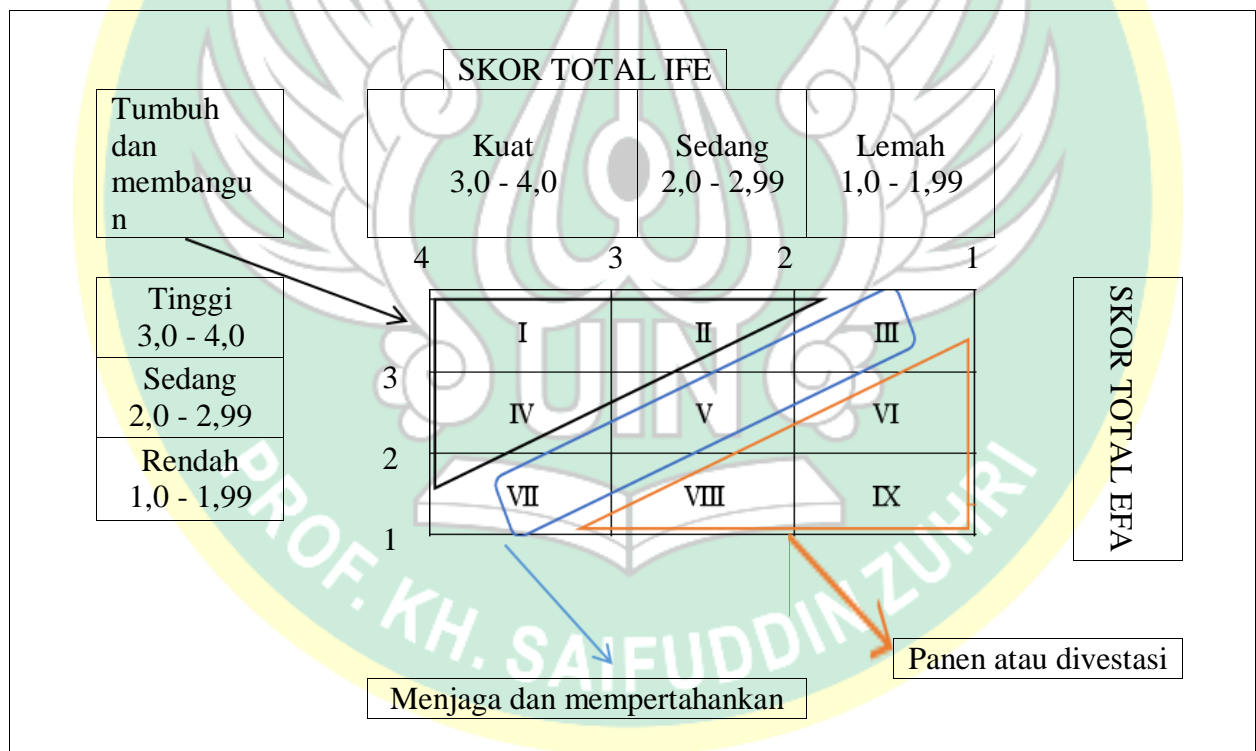 SKOR TOTAL IFE
Tumbuh
dan
membangu
n
Kuat
3,0 - 4,0
Sedang
2,0 - 2,99
Lemah
1,0 - 1,99
4 3 2 1
Tinggi
3,0 - 4,0
Sedang
2,0 - 2,99
Rendah
1,0 - 1,99
I II III
3
IV V VI
2
VII VIII IX
1
SKOR TOTAL EFA
Panen atau divestasi
Menjaga dan mempertahankan
UIN
PROF. KH. SAIFUDDIN ZUHRI